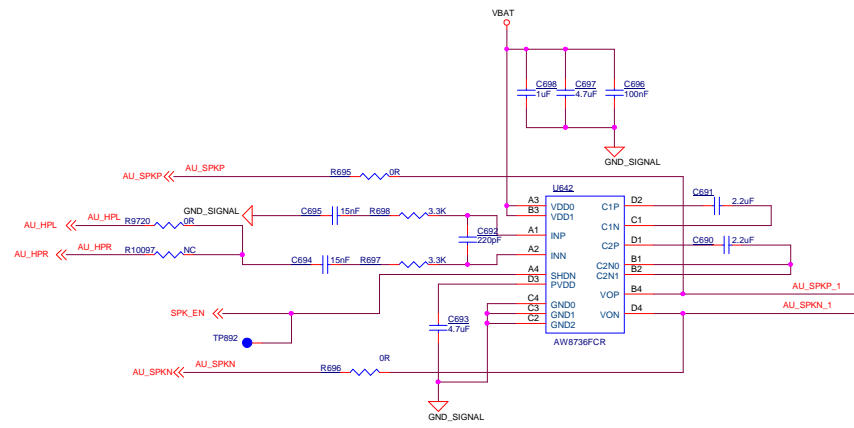 VBAT
C698
1uF
C697
4.7uF
C696
100nF
GND_SIGNAL
AU_SPKP
AU_SPKP
R695
0R
U642
C691
2.2uF
GND_SIGNAL
C695
15nF
R698
3.3K
A3
VDD0
B3
VDD1
C1P
D2
C1N
C1
AU_HPL
AU_HPL
R9720
0R
C692
220pF
A1
INP
C2P
D1
C690
2.2uF
AU_HPR
AU_HPR
R10097
NC
C694
15nF
R697
3.3K
A2
INN
C2N0
B1
C2N1
B2
A4
SHDN
D3
PVDD
VOP
B4
AU_SPKP_1
SPK_EN
C4
GND0
C3
GND1
C2
GND2
VON
D4
AU_SPKN_1
C693
4.7uF
TP892
AW8736FCR
AU_SPKN
AU_SPKN
R696
0R
GND_SIGNAL